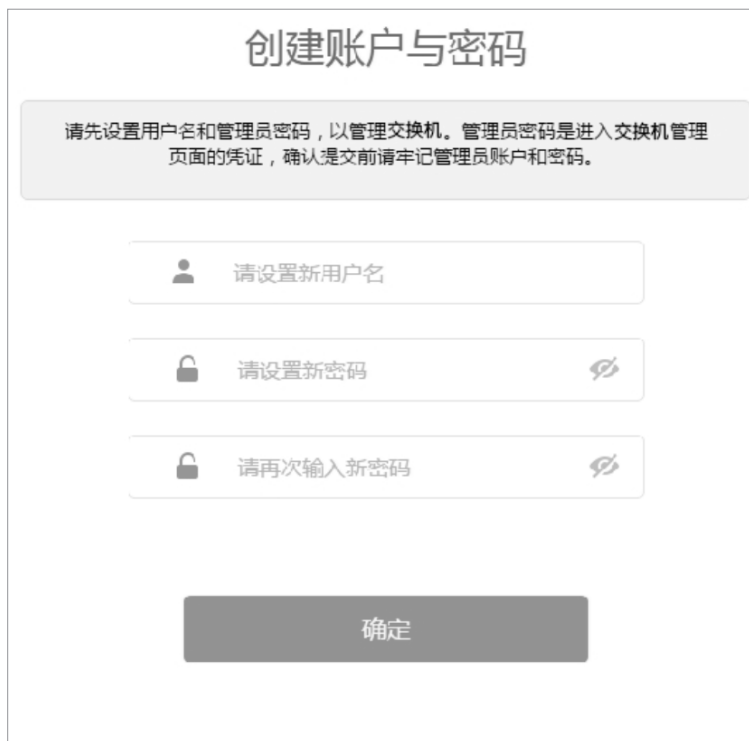 创建账户与密码
请先设置用户名和管理员密码，以管理交换机。管理员密码是进入交换机管理
页面的凭证，确认提交前请牢记管理员账户和密码。
请设置新用户名
请设置新密码
请再次输入新密码
确定